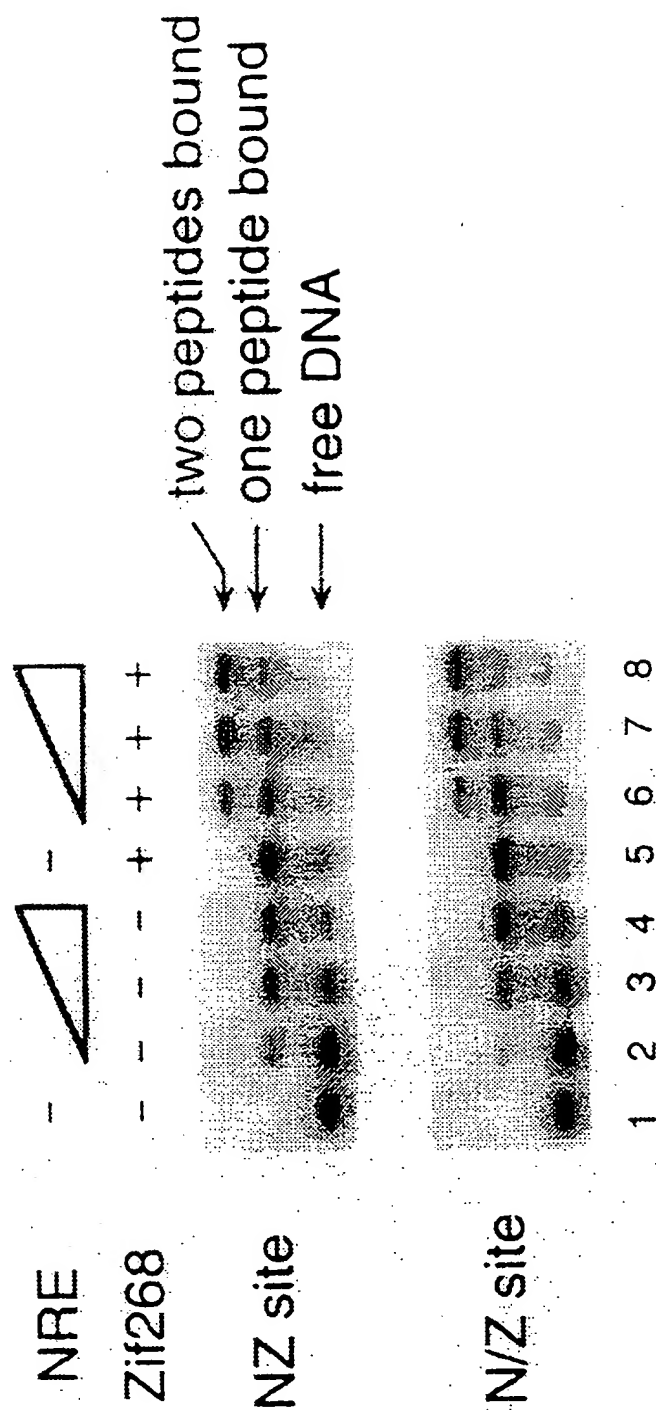 NRE - -
Zif268 - - - - + + + +
two peptides bound
one peptide bound
free DNA
NZ site
N/Z site
1 2 3 4 5 6 7 8